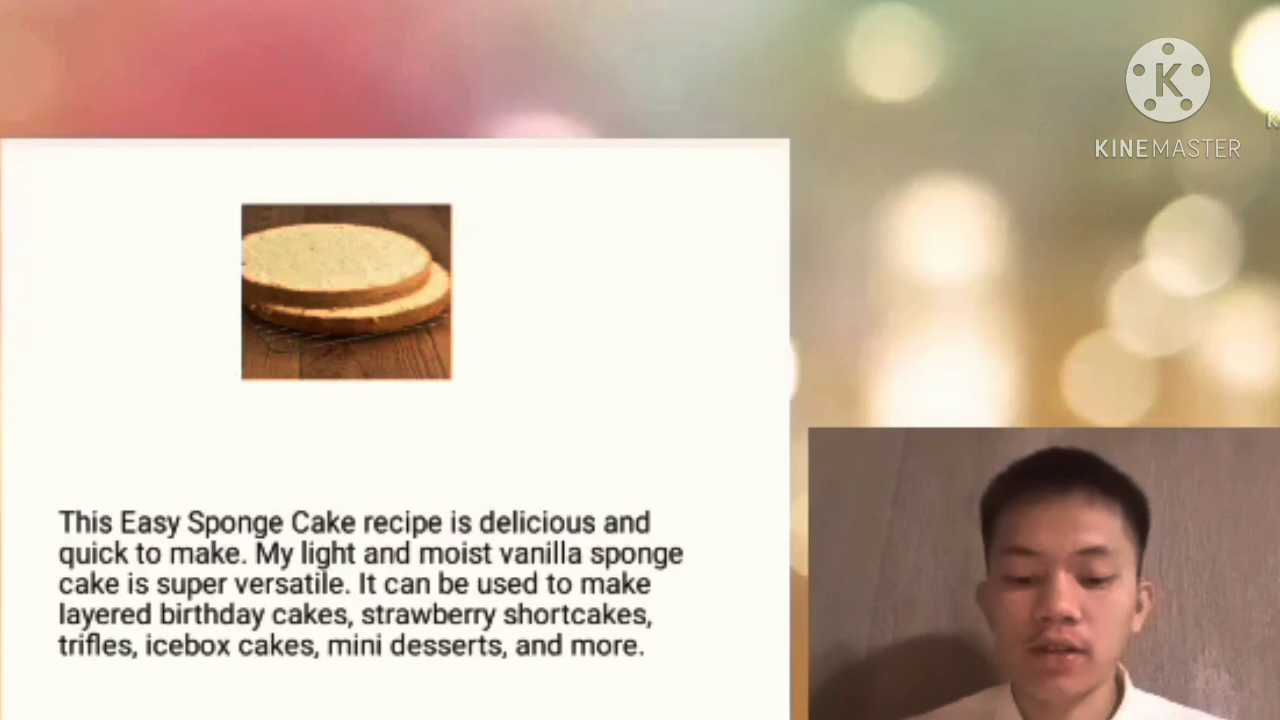 K
KINEMASTER
This Easy Sponge Cake recipe is delicious and
quick to make. My light and moist vanilla sponge
cake is super versatile. It can be used to make
layered birthday cakes, strawberry shortcakes,
trifles, icebox cakes, mini desserts, and more.